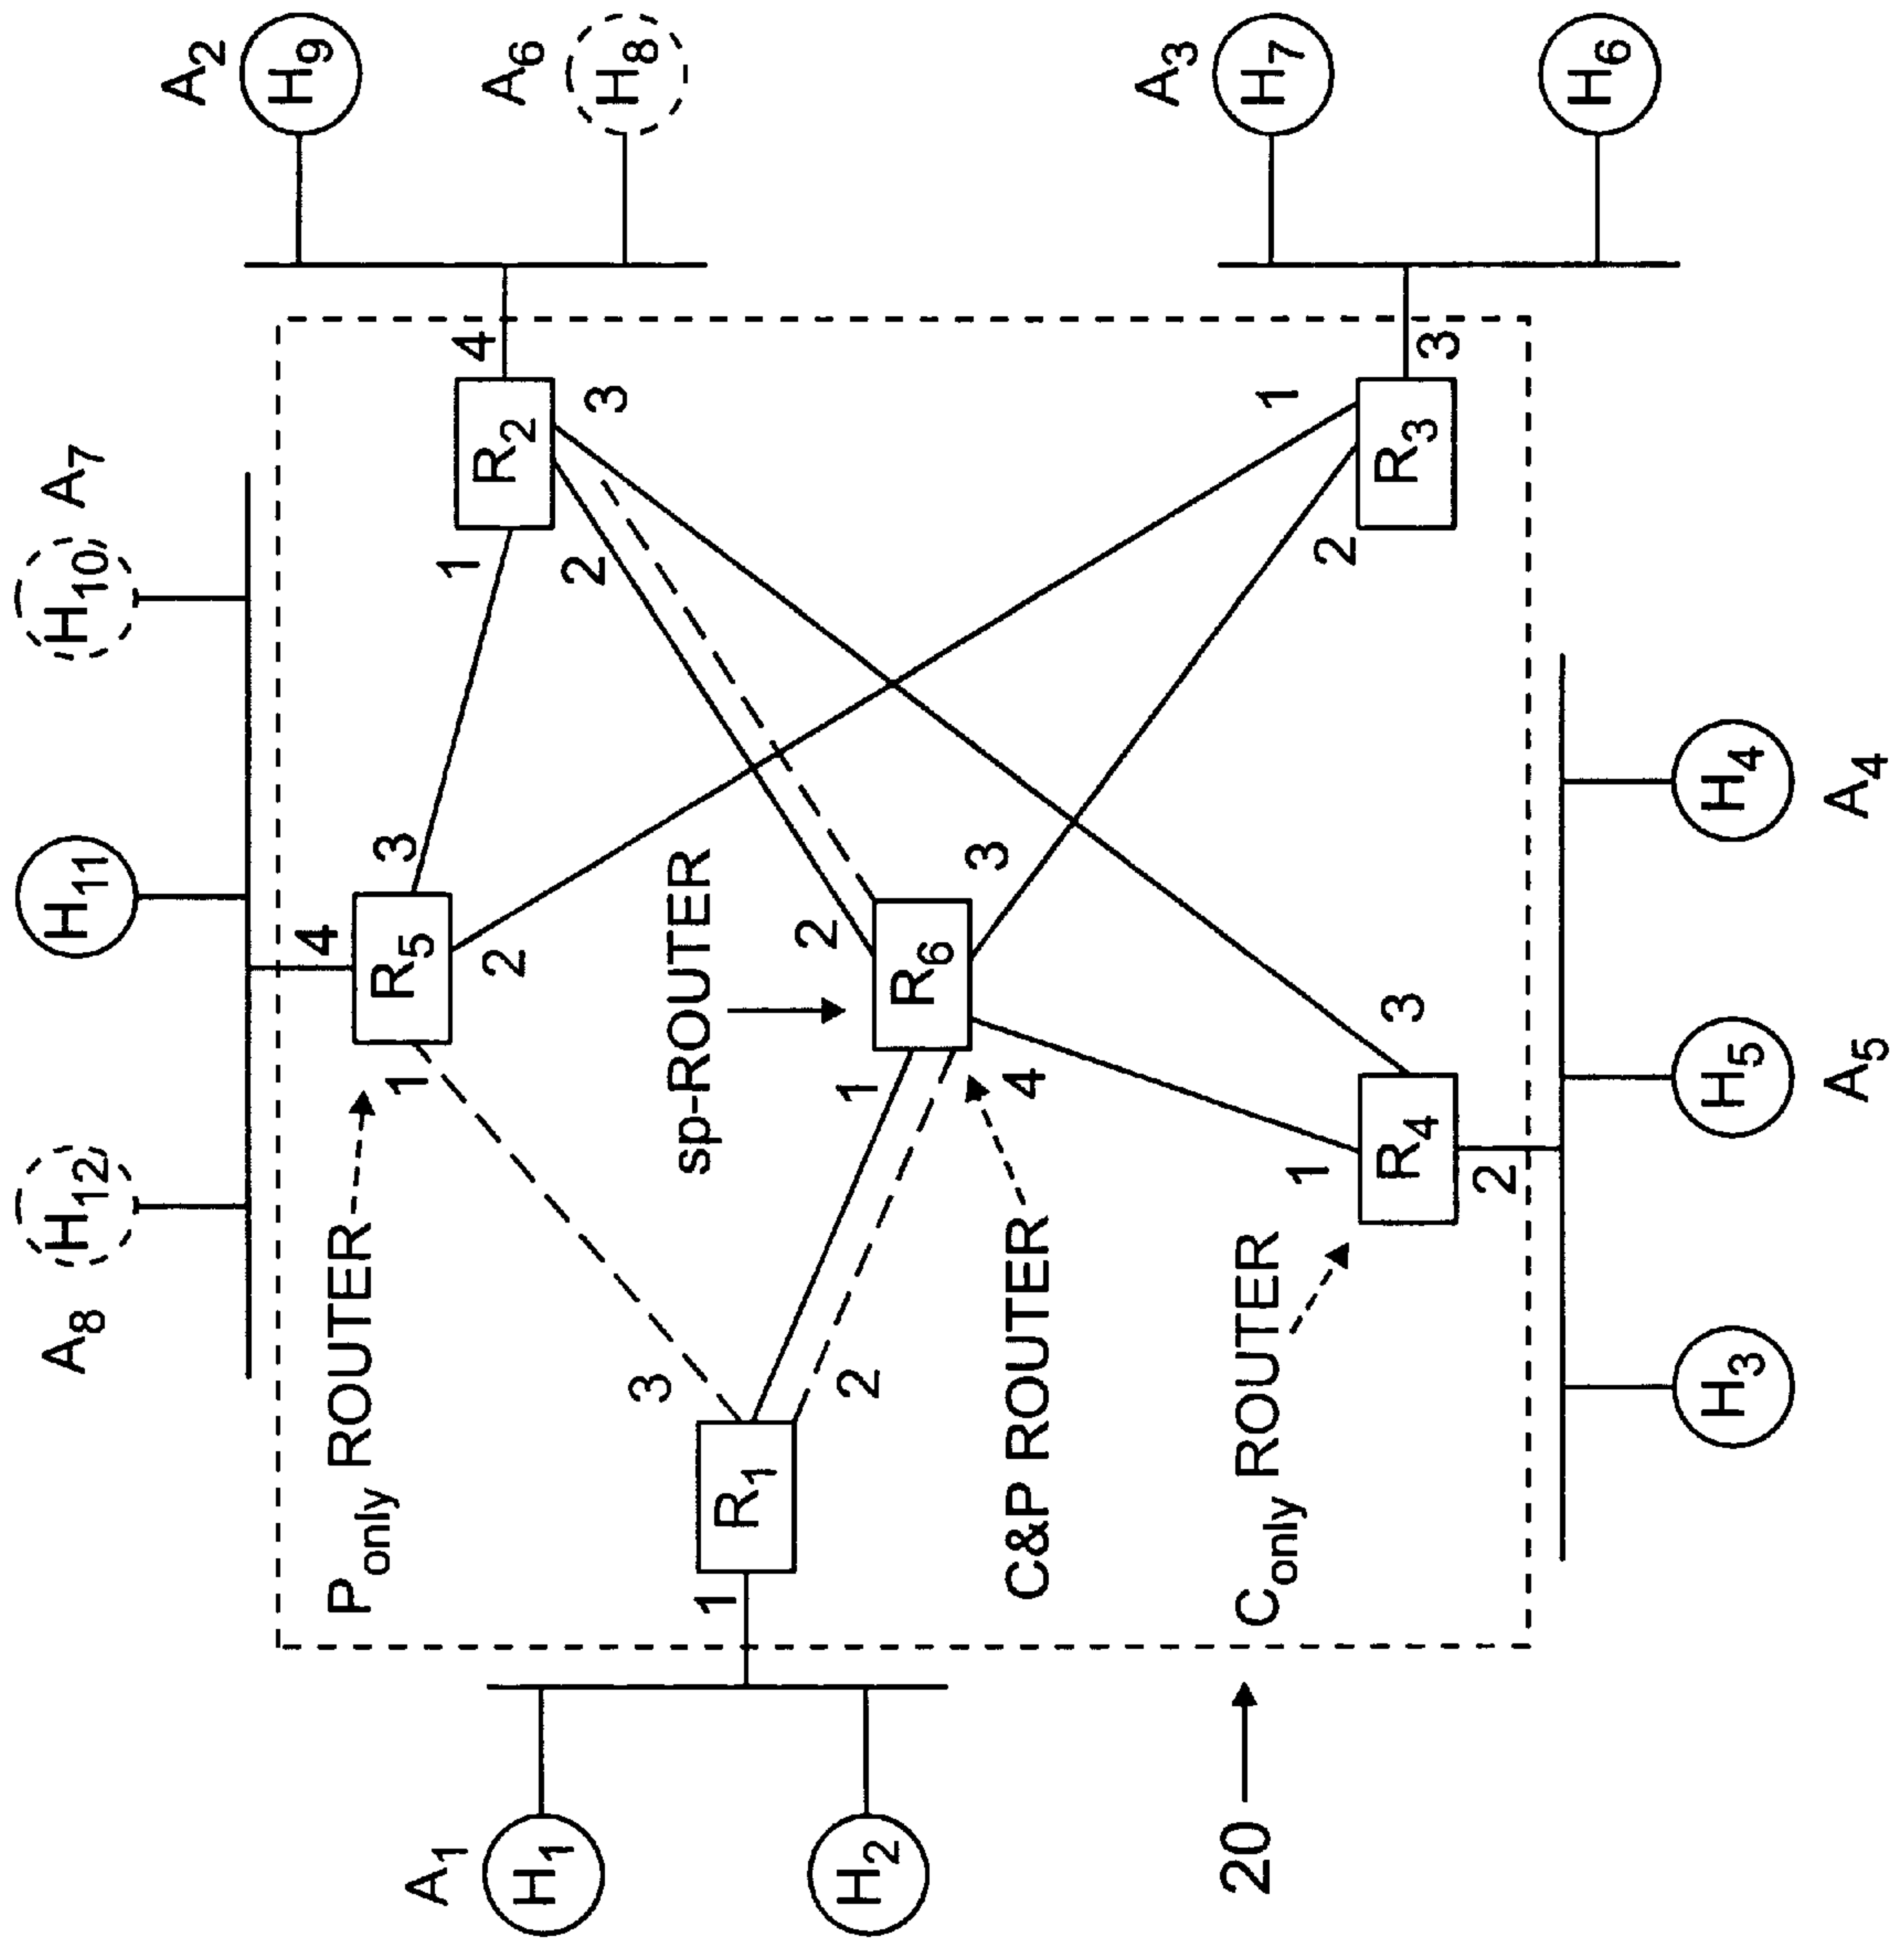 A8
H12
H11
H10
A7
A2
H9
4
Ponly ROUTER
1
R5
3
A1
1
4
2
R2
A6
H1
2
3
H8
3
sp-ROUTER
1
R1
2
H2
2
1
R6
3
C&P ROUTER
4
A3
20
Conly ROUTER
1
H7
1
2
R4
3
R3
3
2
H6
H3
H5
H4
A5
A4